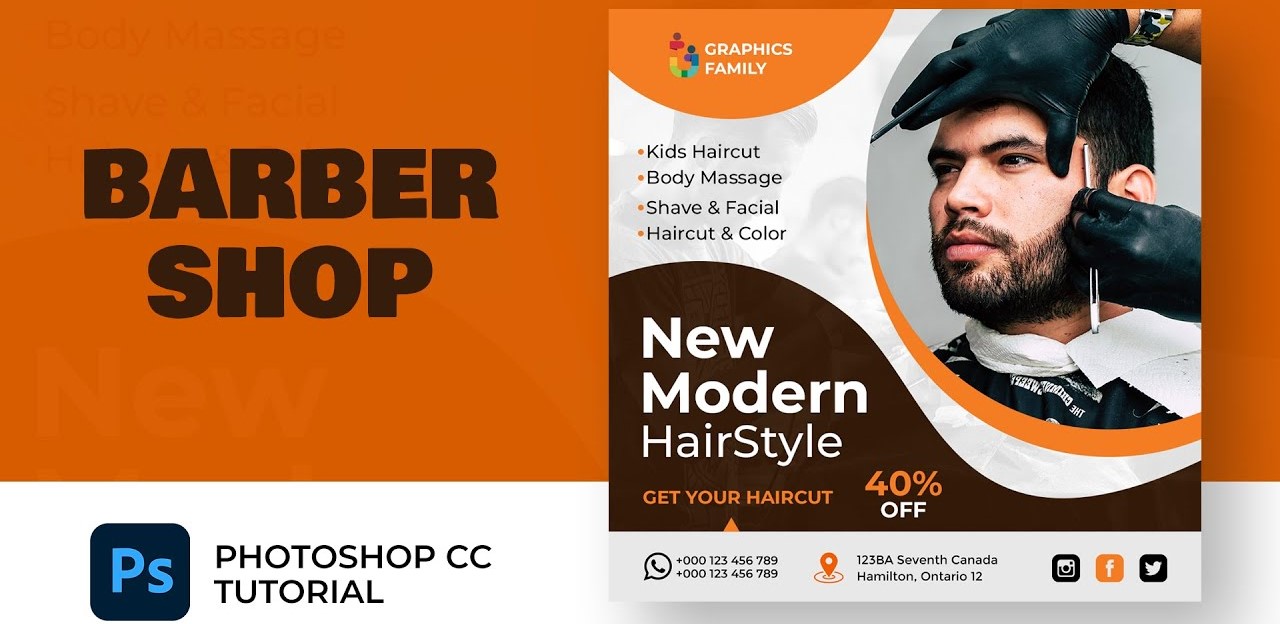 Body Massage
Shave & Facial
BARBER
SHOP
New
PHOTOSHOP CC
TUTORIAL
Ps
GRAPHICS
FAMILY
•Kids Haircut
•Body Massage
•Shave & Facial
•Haircut & Color
New
Modern
HairStyle
GET YOUR HAIRCUT
40%
OFF
+000 123 456 789
+000 123 456 789
123BA Seventh Canada
Hamilton, Ontario 12